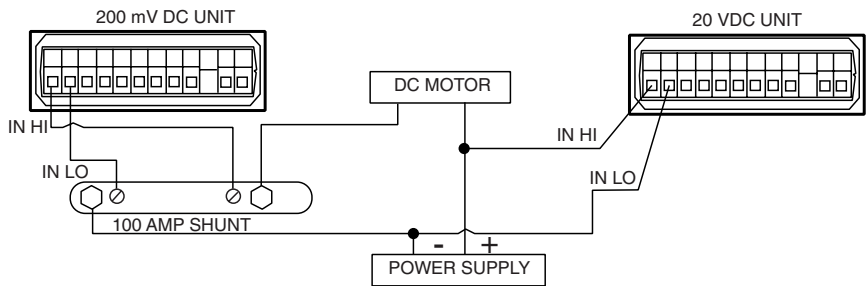 200 mV DC UNIT
20 VDC UNIT
DC MOTOR
IN HI
IN HI
IN LO
IN LO
100 AMP SHUNT
- +
POWER SUPPLY